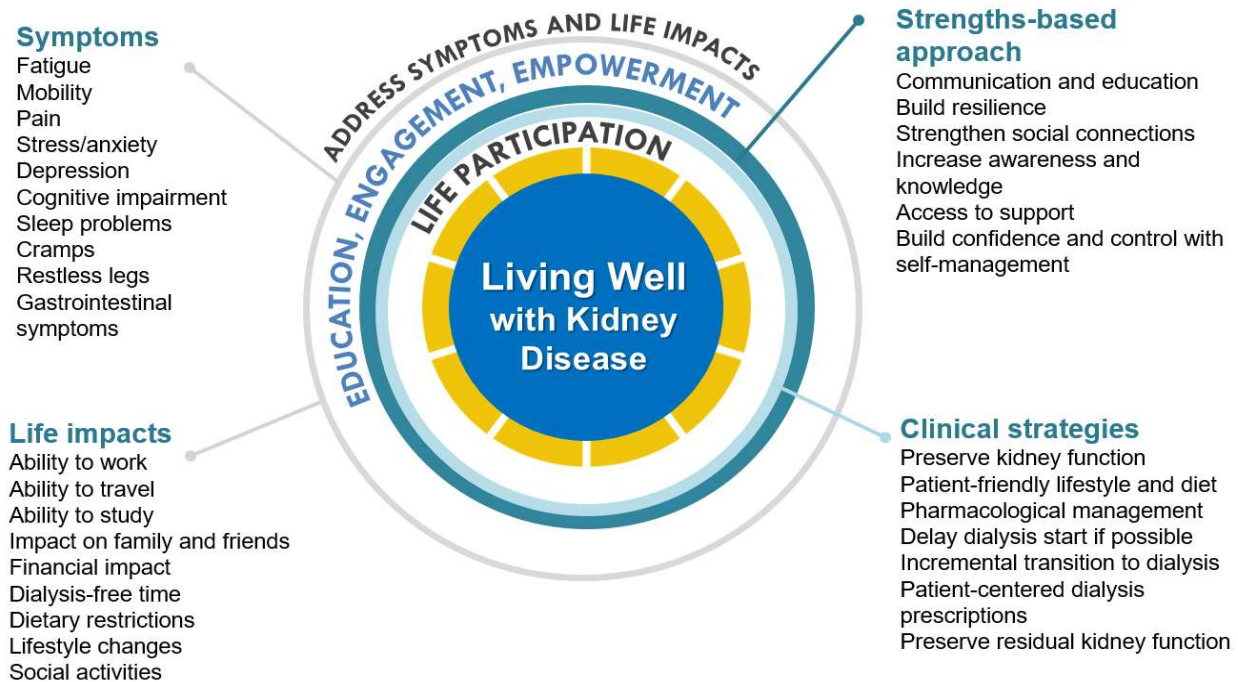 Symptoms
Fatigue
Mobility
Pain
Stress/anxiety
Depression
Cognitive impairment
Sleep problems
Cramps
Restless legs
Gastrointestinal
symptoms
Life impacts
Ability to work
Ability to travel
Ability to study
Impact on family and friends
Financial impact
Dialysis-free time
Dietary restrictions
Lifestyle changes
Social activities
ADDRESS SYMPTOMS AND LIFE IMPACTS
EDUCATION, ENGAGEMENT, EMPOWERMENT
LIFE PARTICIPATION
Living Well
with Kidney
Disease
Strengths-based
approach
Communication and education
Build resilience
Strengthen social connections
Increase awareness and
knowledge
Access to support
Build confidence and control with
self-management
Clinical strategies
Preserve kidney function
Patient-friendly lifestyle and diet
Pharmacological management
Delay dialysis start if possible
Incremental transition to dialysis
Patient-centered dialysis
prescriptions
Preserve residual kidney function